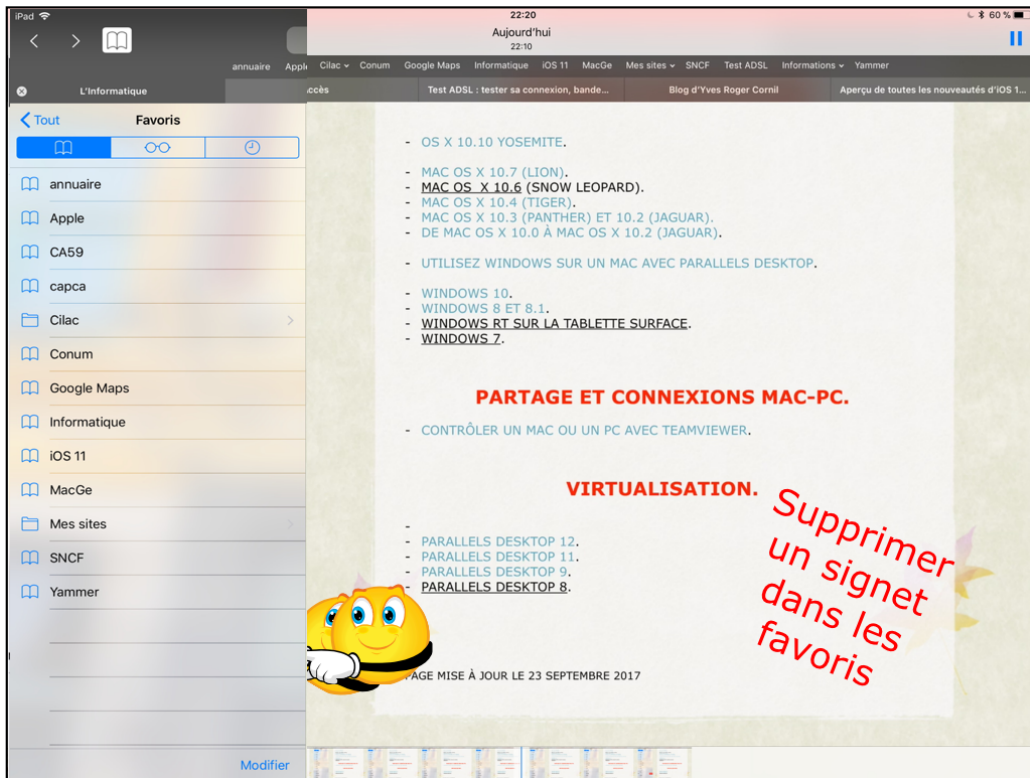 iPad
22:20
60 %
Aujourd'hui
22:10
annuaire Apple Cilac Conum Google Maps Informatique iOS 11 MacGe Mes sites SNCF Test ADSL Informations Yammer
L'Informatique
ccès
Test ADSL : tester sa connexion, bande...
Blog d'Yves Roger Cornil
Aperçu de toutes les nouveautés d'iOS 1...
Tout
Favoris
annuaire
Apple
CA59
capca
Cilac
Conum
Google Maps
Informatique
iOS 11
MacGe
Mes sites
SNCF
Yammer
Modifier
- OS X 10.10 YOSEMITE.
- MAC OS X 10.7 (LION).
- MAC OS X 10.6 (SNOW LEOPARD).
- MAC OS X 10.4 (TIGER).
- MAC OS X 10.3 (PANTHER) ET 10.2 (JAGUAR).
- DE MAC OS X 10.0 À MAC OS X 10.2 (JAGUAR).
- UTILISEZ WINDOWS SUR UN MAC AVEC PARALLELS DESKTOP.
- WINDOWS 10.
- WINDOWS 8 ET 8.1.
- WINDOWS RT SUR LA TABLETTE SURFACE.
- WINDOWS 7.
PARTAGE ET CONNEXIONS MAC-PC.
- CONTRÔLER UN MAC OU UN PC AVEC TEAMVIEWER.
VIRTUALISATION.
-
- PARALLELS DESKTOP 12.
- PARALLELS DESKTOP 11.
- PARALLELS DESKTOP 9.
- PARALLELS DESKTOP 8.
Supprimer
un signet
dans les
favoris
AGE MISE À JOUR LE 23 SEPTEMBRE 2017